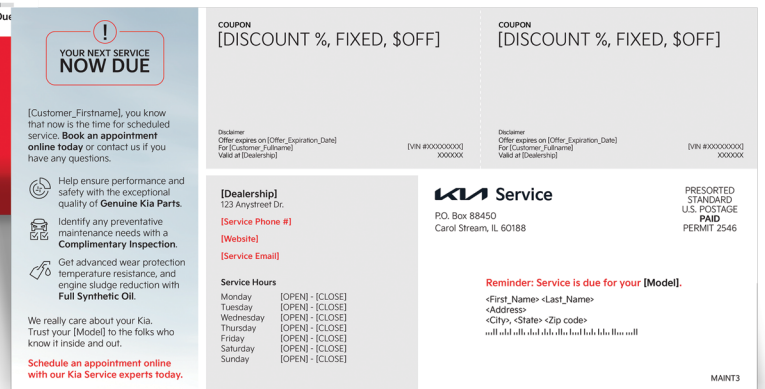 Due
!
YOUR NEXT SERVICE
NOW DUE
[Customer_Firstname], you know
that now is the time for scheduled
service. Book an appointment
online today or contact us if you
have any questions.
Help ensure performance and
safety with the exceptional
quality of Genuine Kia Parts.
Identify any preventative
maintenance needs with a
Complimentary Inspection.
Get advanced wear protection
temperature resistance, and
engine sludge reduction with
Full Synthetic Oil.
We really care about your Kia.
Trust your [Model] to the folks who
know it inside and out.
Schedule an appointment online
with our Kia Service experts today.
COUPON
[DISCOUNT %, FIXED, $OFF]
Disclaimer
Offer expires on [Offer_Expiration_Date]
For [Customer_Fullname]
Valid at [Dealership]
[VIN #XXXXXXXX]
XXXXXX
COUPON
[DISCOUNT %, FIXED, $OFF]
Disclaimer
Offer expires on [Offer_Expiration_Date]
For [Customer_Fullname]
Valid at [Dealership]
[VIN #XXXXXXXX]
XXXXXX
[Dealership]
123 Anystreet Dr.
[Service Phone #]
[Website]
[Service Email]
Service Hours
Monday [OPEN] - [CLOSE]
Tuesday [OPEN] - [CLOSE]
Wednesday [OPEN] - [CLOSE]
Thursday [OPEN] - [CLOSE]
Friday [OPEN] - [CLOSE]
Saturday [OPEN] - [CLOSE]
Sunday [OPEN] - [CLOSE]
KIA Service
P.O. Box 88450
Carol Stream, IL 60188
PRESORTED
STANDARD
U.S. POSTAGE
PAID
PERMIT 2546
Reminder: Service is due for your [Model].
<First_Name> <Last_Name>
<Address>
<City>, <State> <Zip code>
MAINT3